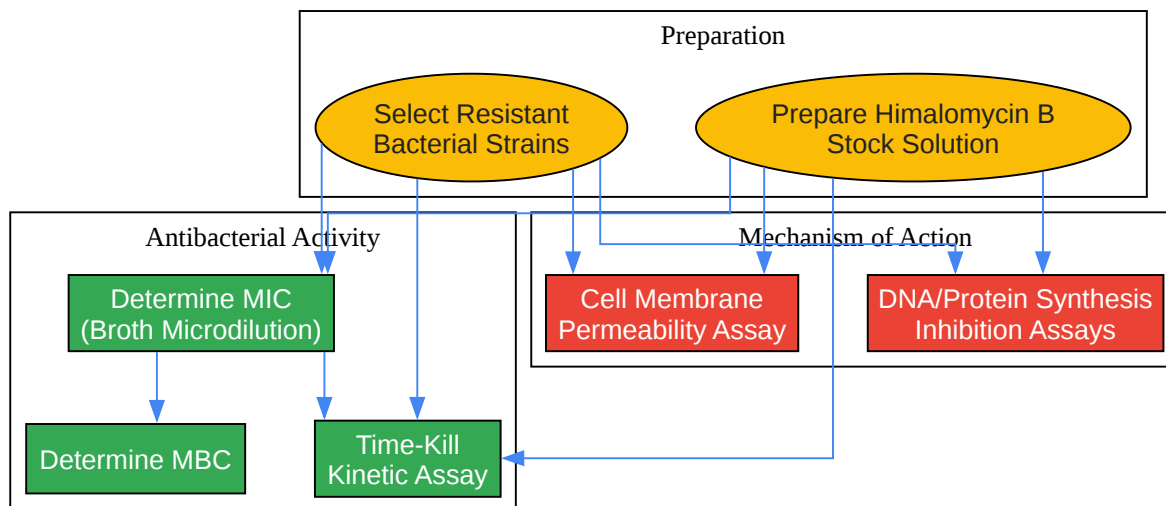 Preparation
Select Resistant
Bacterial Strains
Prepare Himalomycin B
Stock Solution
Antibacterial Activity
Determine MIC
(Broth Microdilution)
Determine MBC
Time-Kill
Kinetic Assay
Mechanism of Action
Cell Membrane
Permeability Assay
DNA/Protein Synthesis
Inhibition Assays